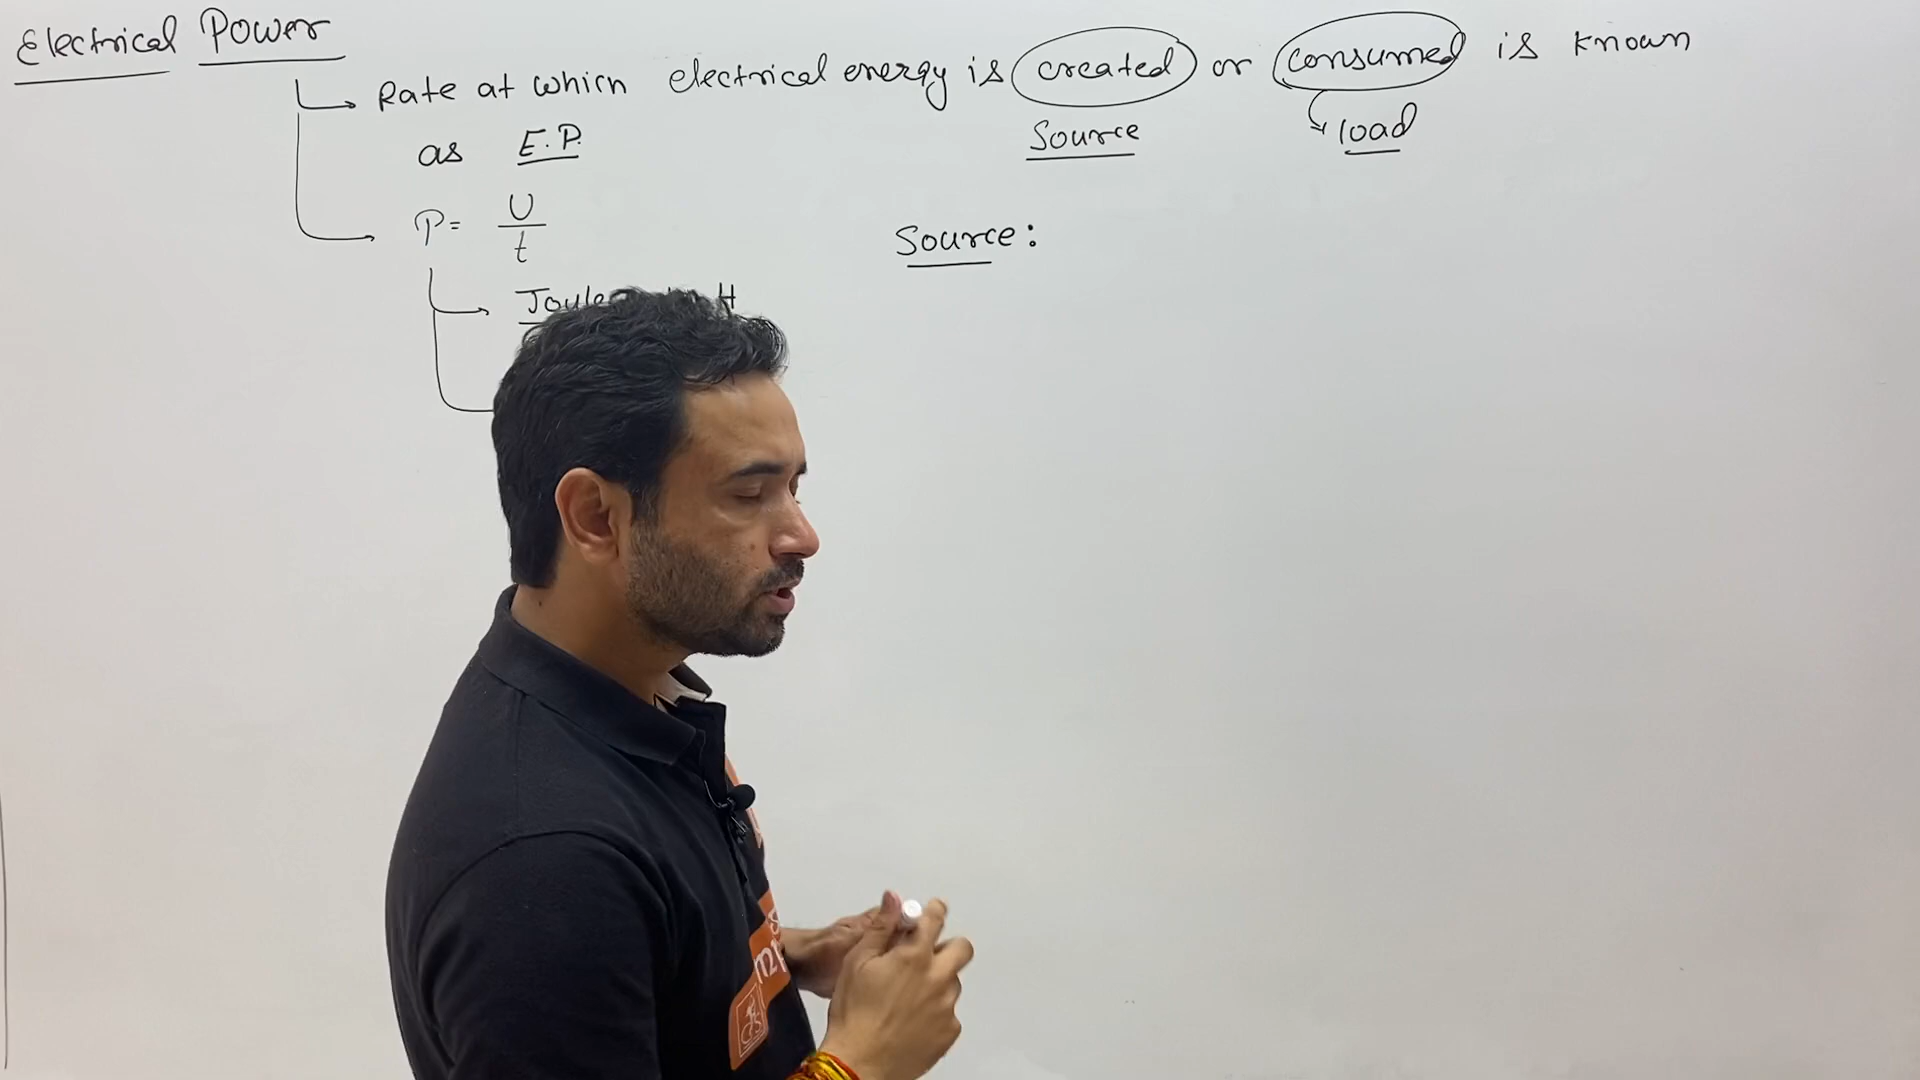 Electrical Power
Rate at which electrical energy is created or consumed is known
Source
load
as E.P.
P = U
t
Source:
Joule